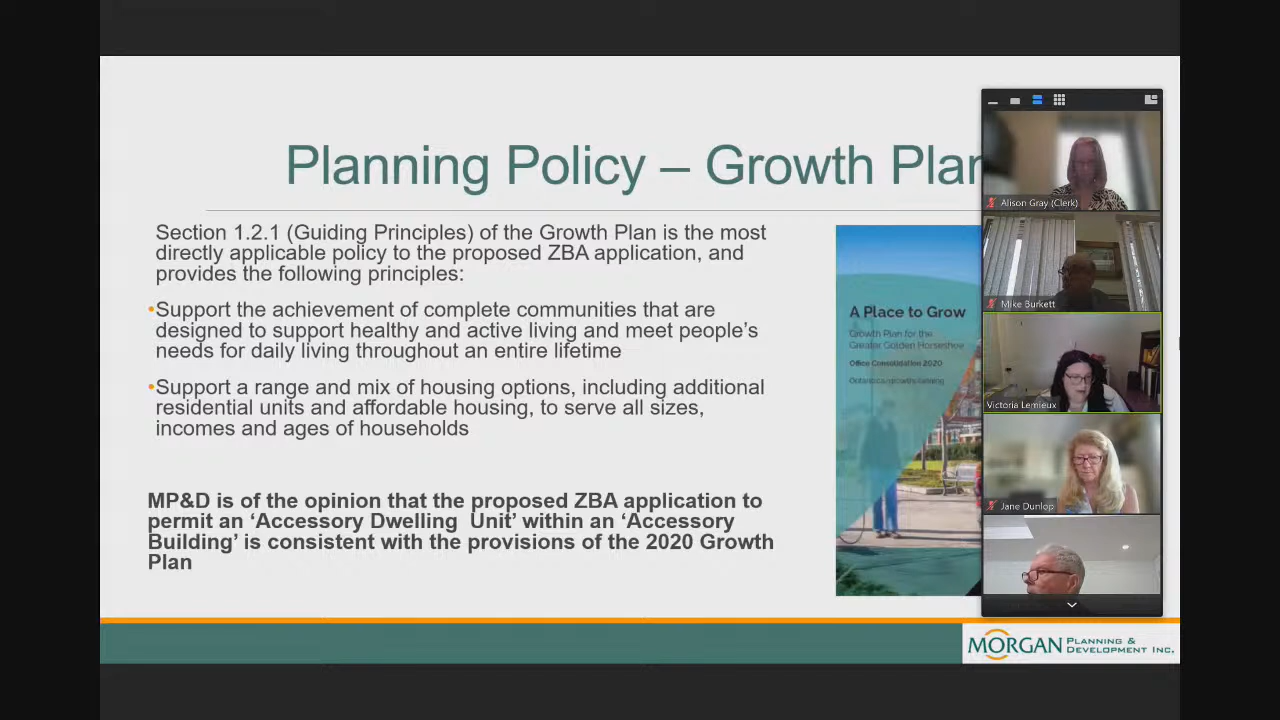 Planning Policy – Growth Plan
Section 1.2.1 (Guiding Principles) of the Growth Plan is the most
directly applicable policy to the proposed ZBA application, and
provides the following principles:
•Support the achievement of complete communities that are
designed to support healthy and active living and meet people's
needs for daily living throughout an entire lifetime
•Support a range and mix of housing options, including additional
residential units and affordable housing, to serve all sizes,
incomes and ages of households
MP&D is of the opinion that the proposed ZBA application to
permit an ‘Accessory Dwelling Unit’ within an ‘Accessory
Building’ is consistent with the provisions of the 2020 Growth
Plan
A Place to Grow
Growth Plan for the
Greater Golden Horseshoe
Office Consolidation 2020
Ontario.ca/growthplanning
Alison Gray (Clerk)
Mike Burkett
Victoria Lemieux
Jane Dunlop
MORGAN PLANNING &
DEVELOPMENT INC.